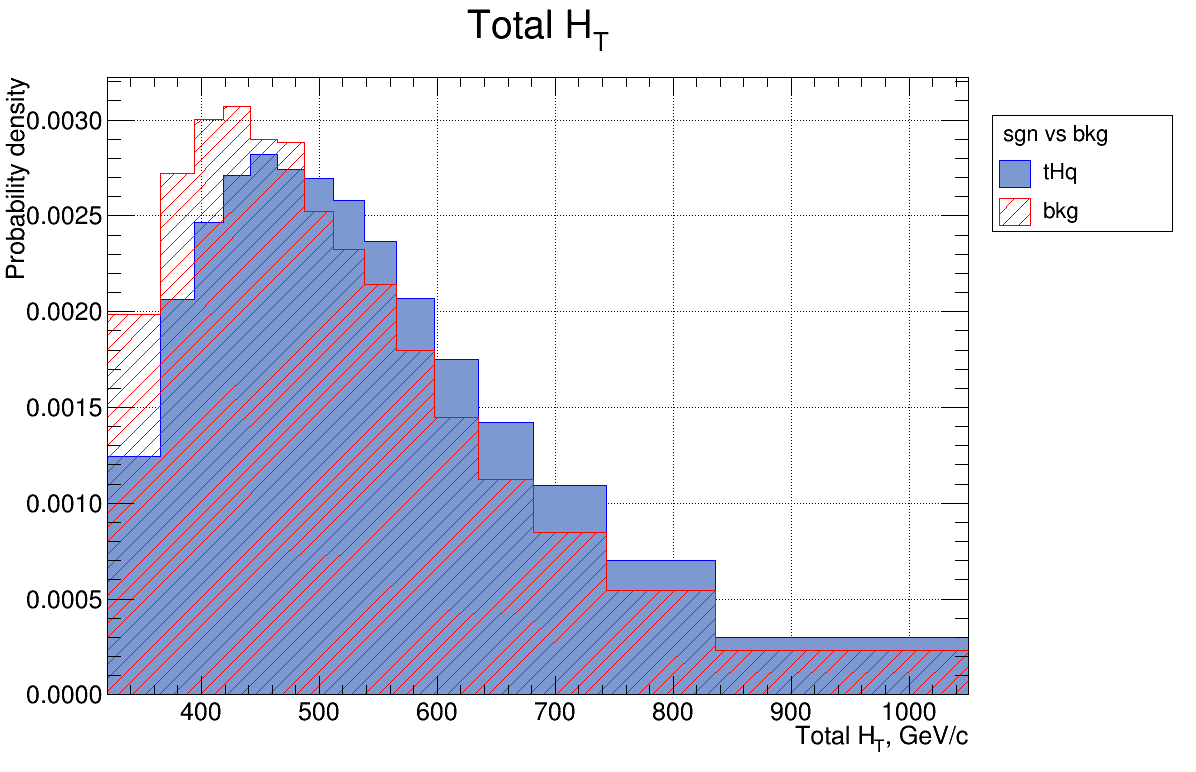 Total H_T
Probability density
0.0030
0.0025
0.0020
0.0015
0.0010
0.0005
0.0000
400 500 600 700 800 900 1000
Total H_T, GeV/c
sgn vs bkg
tHq
bkg